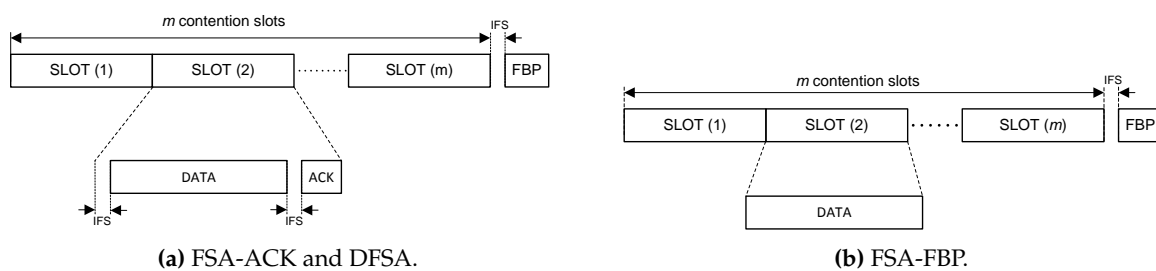 m contention slots
IFS
SLOT (1)
SLOT (2)
SLOT (m)
FBP
DATA
ACK
IFS
IFS
(a) FSA-ACK and DFSA.
m contention slots
IFS
SLOT (1)
SLOT (2)
SLOT (m)
FBP
DATA
(b) FSA-FBP.